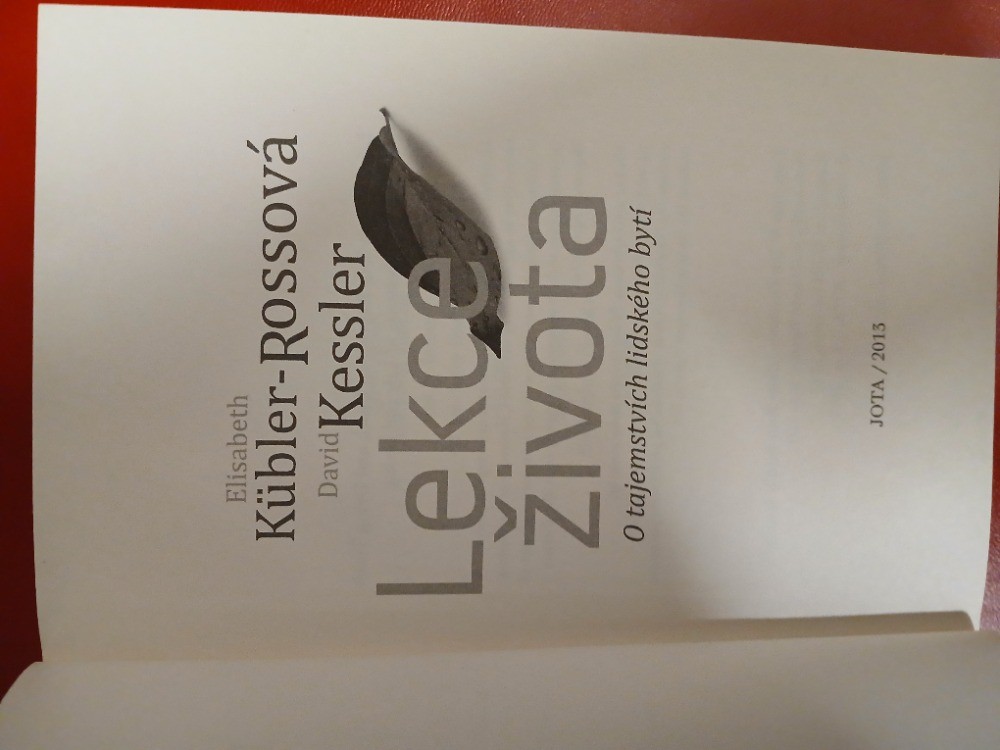 Elisabeth
Kübler-Rossová
David Kessler
Lekce
života
O tajemstvích lidského bytí
JOTA / 2013